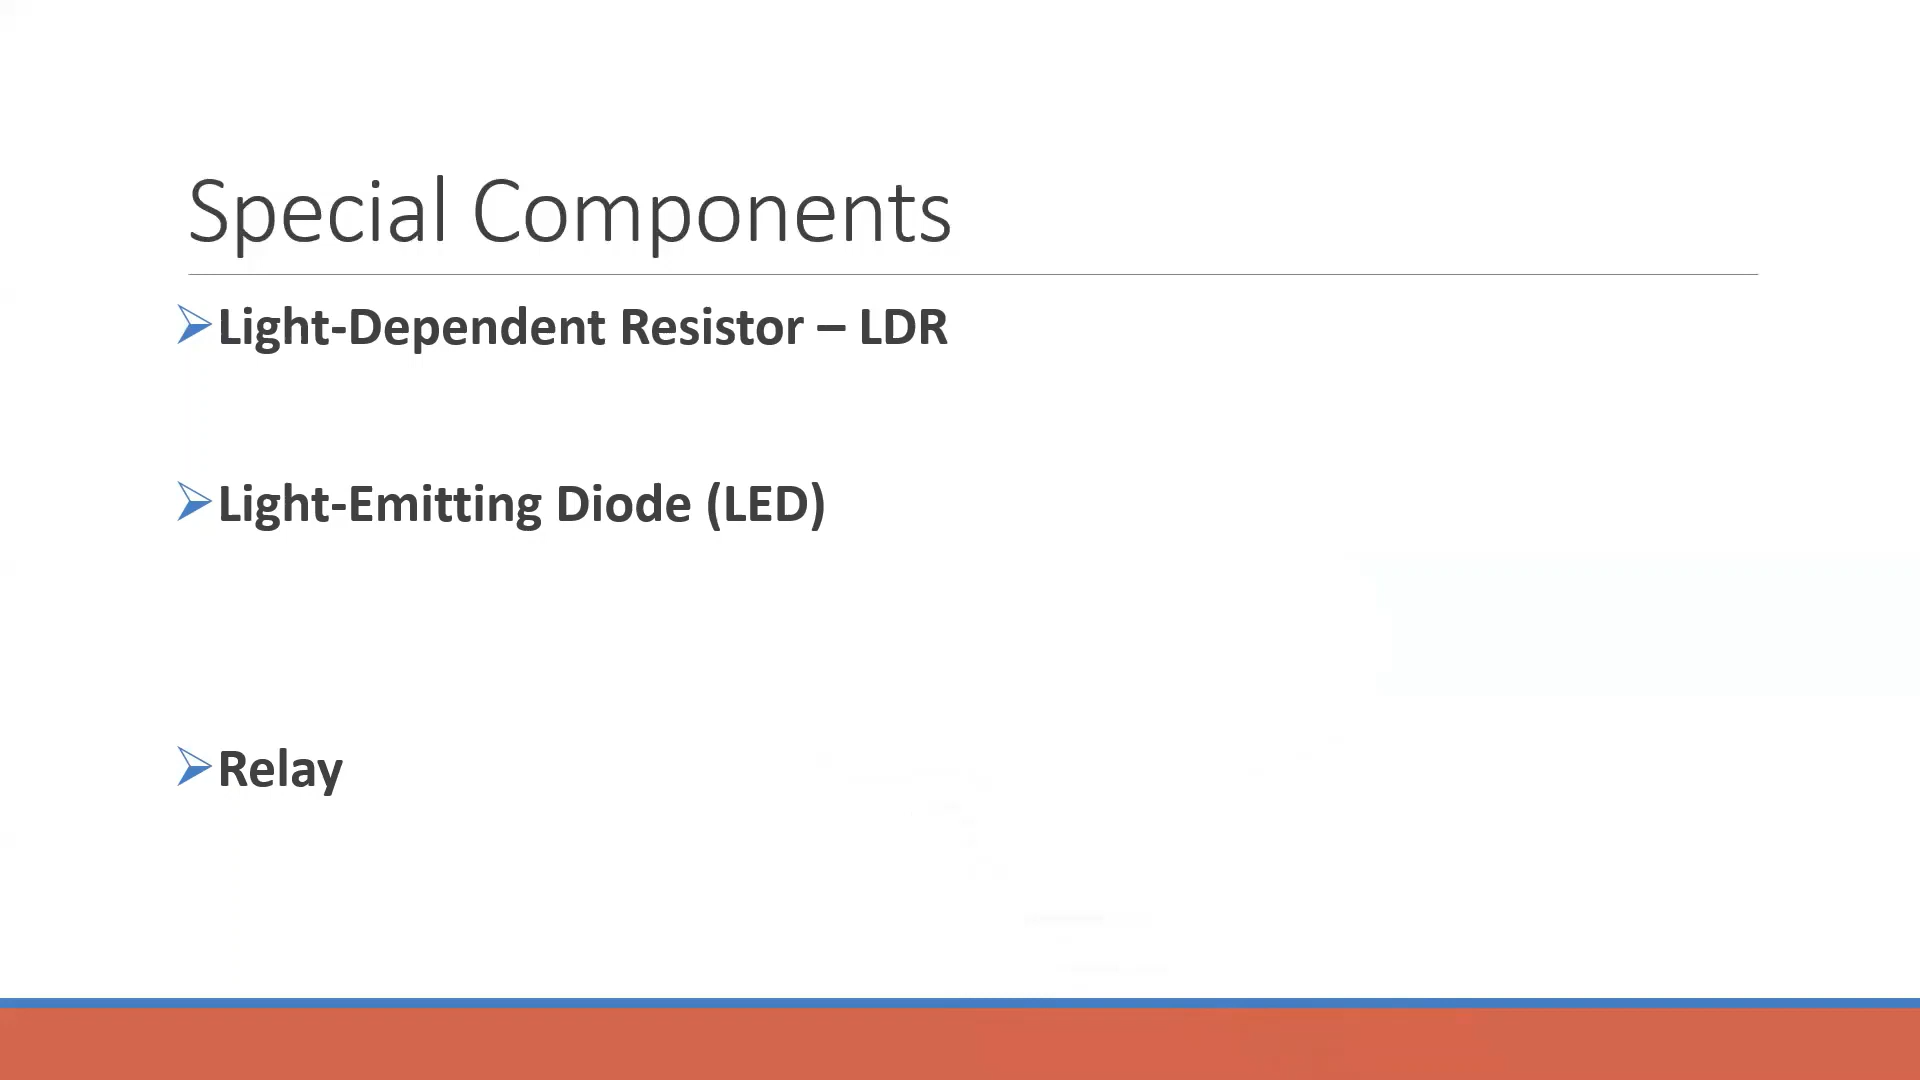 Special Components
Light-Dependent Resistor – LDR
Light-Emitting Diode (LED)
Relay